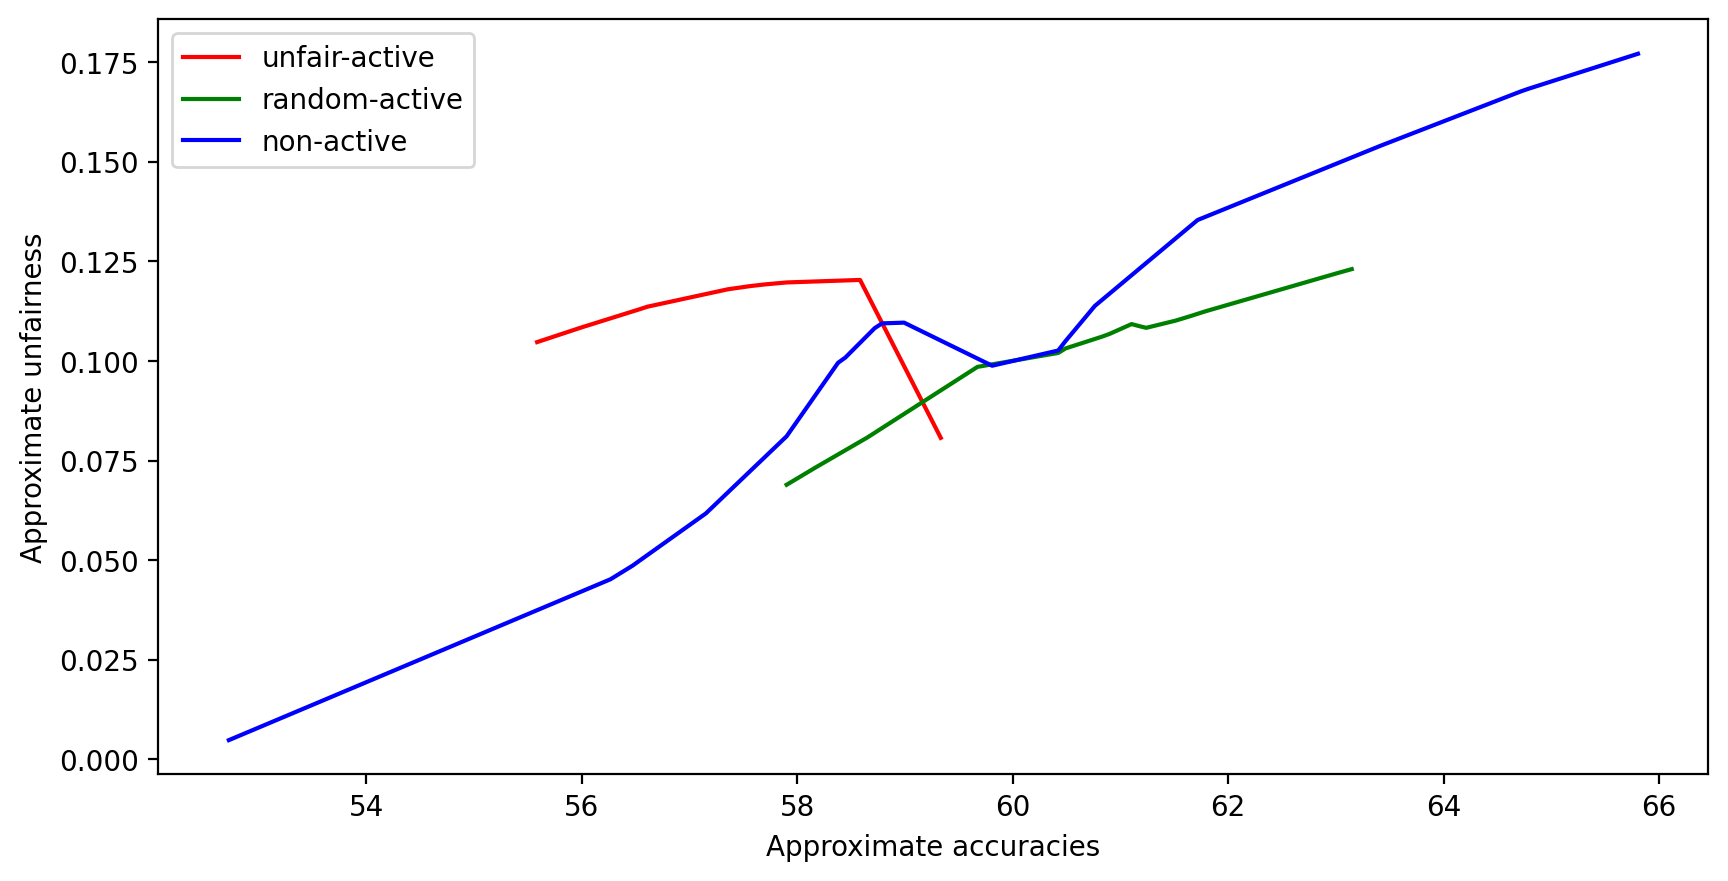 unfair-active
random-active
non-active
Approximate unfairness
0.175
0.150
0.125
0.100
0.075
0.050
0.025
0.000
54 56 58 60 62 64 66
Approximate accuracies